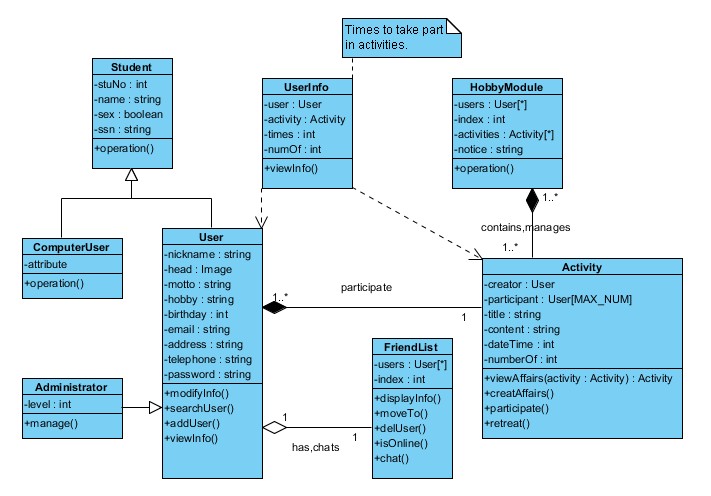 Times to take part
in activities.
Student
-stuNo : int
-name : string
-sex : boolean
-ssn : string
+operation()
UserInfo
-user : User
-activity : Activity
-times : int
-numOf : int
+viewInfo()
HobbyModule
-users : User[*]
-index : int
-activities : Activity[*]
-notice : string
+operation()
1..*
contains,manages
1..*
ComputerUser
-attribute
+operation()
User
-nickname : string
-head : Image
-motto : string
-hobby : string
-birthday : int
-email : string
-address : string
-telephone : string
-password : string
+modifyInfo()
+searchUser()
+addUser()
+viewInfo()
participate
1..*
1
Activity
-creator : User
-participant : User[MAX_NUM]
-title : string
-content : string
-dateTime : int
-numberOf : int
+viewAffairs(activity : Activity) : Activity
+creatAffairs()
+participate()
+retreat()
FriendList
-users : User[*]
-index : int
+displayInfo()
+moveTo()
+delUser()
+isOnline()
+chat()
Administrator
-level : int
+manage()
1
1
has,chats